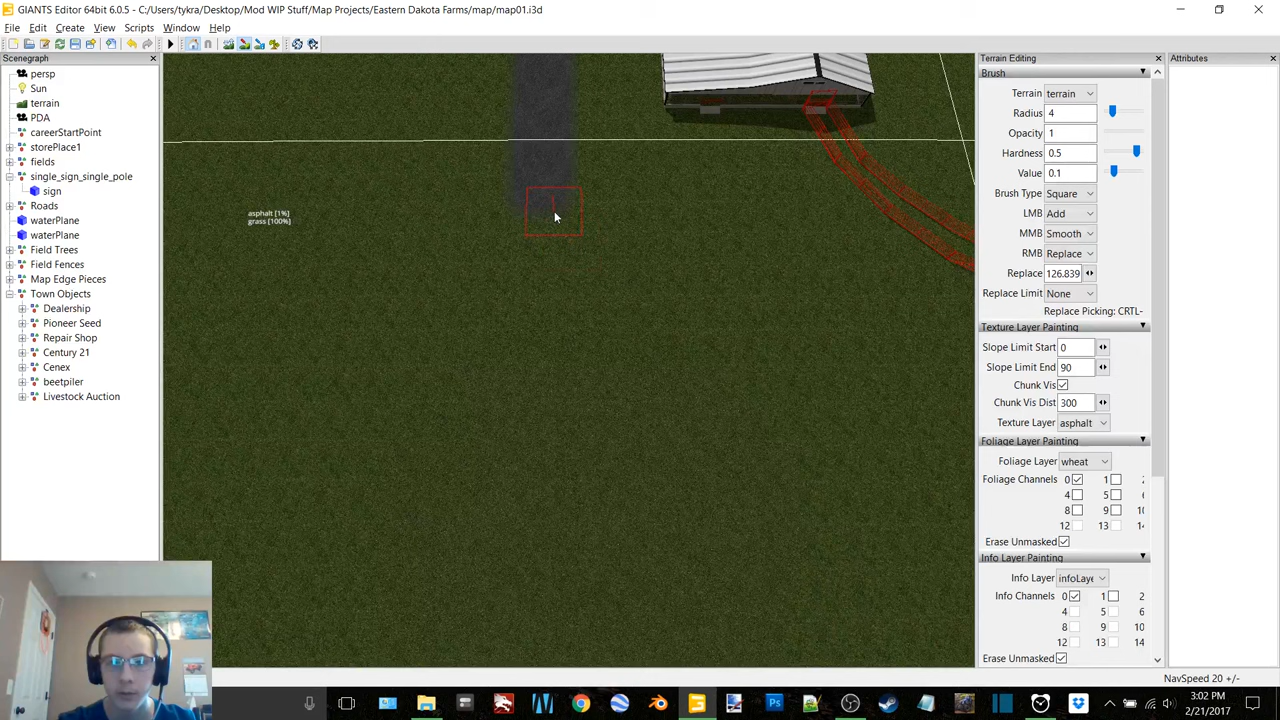 GIANTS Editor 64bit 6.0.5 - C:/Users/tykra/Desktop/Mod WIP Stuff/Map Projects/Eastern Dakota Farms/map/map01.i3d
File Edit Create View Scripts Window Help
Scenegraph
persp
Sun
terrain
PDA
careerStartPoint
storePlace1
fields
single_sign_single_pole
sign
Roads
waterPlane
waterPlane
Field Trees
Field Fences
Map Edge Pieces
Town Objects
Dealership
Pioneer Seed
Repair Shop
Century 21
Cenex
beetpiler
Livestock Auction
asphalt [1%]
grass [100%]
Terrain Editing
Brush
Terrain terrain
Radius 4
Opacity 1
Hardness 0.5
Value 0.1
Brush Type Square
LMB Add
MMB Smooth
RMB Replace
Replace 126.839
Replace Limit None
Replace Picking: CRTL-
Texture Layer Painting
Slope Limit Start 0
Slope Limit End 90
Chunk Vis
Chunk Vis Dist 300
Texture Layer asphalt
Foliage Layer Painting
Foliage Layer wheat
Foliage Channels 0 1 2
4 5 6
8 9 10
12 13 14
Erase Unmasked
Info Layer Painting
Info Layer infoLaye
Info Channels 0 1 2
4 5 6
8 9 10
12 13 14
Erase Unmasked
Attributes
NavSpeed 20 +/-
3:02 PM
2/21/2017